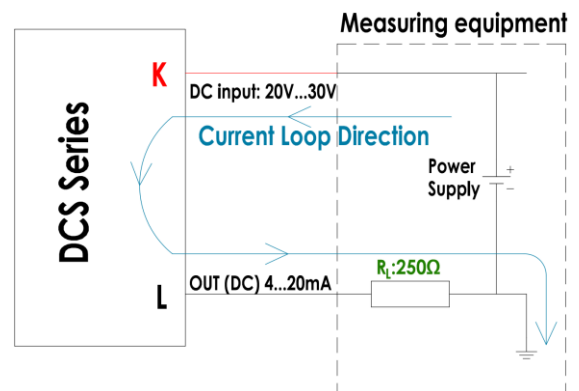 Measuring equipment
K
DC input: 20V...30V
Current Loop Direction
DCS Series
Power
Supply
+
−
L
OUT (DC) 4...20mA
RL:250Ω